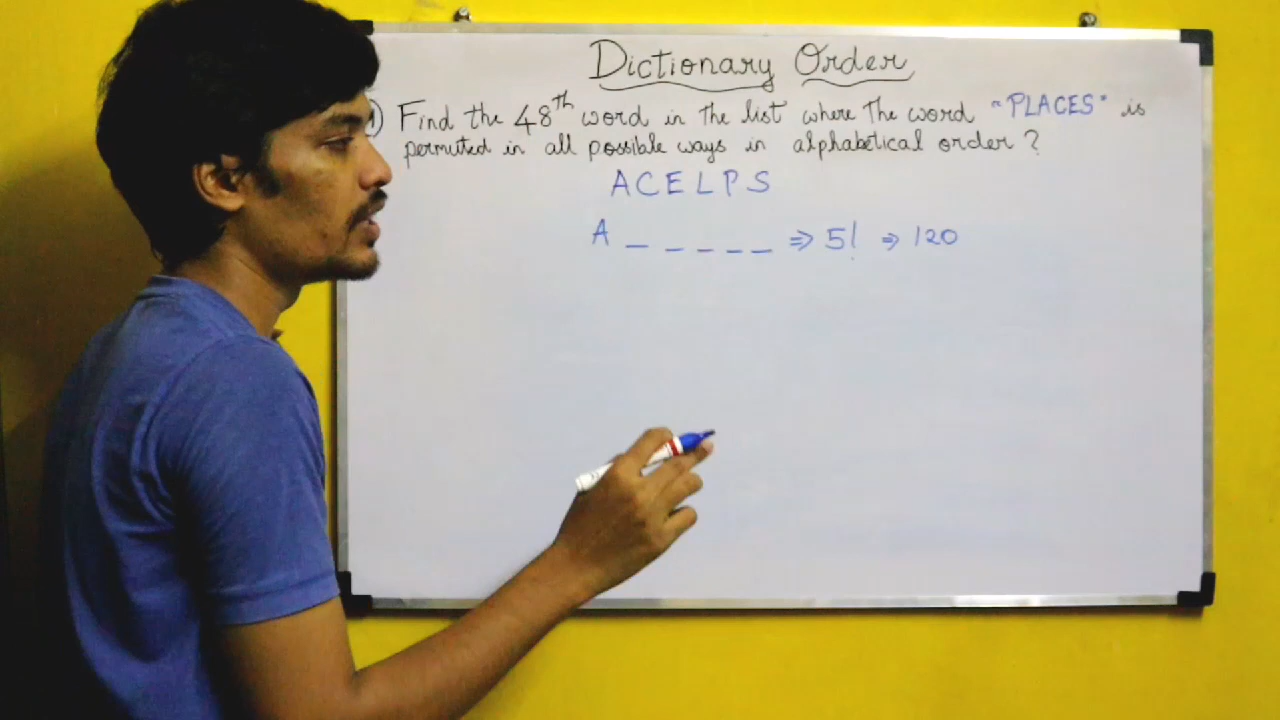 Dictionary Order
1) Find the 48th word in the list where the word "PLACES" is
permuted in all possible ways in alphabetical order ?
A C E L P S
A _ _ _ _ _ ⇒ 5! ⇒ 120